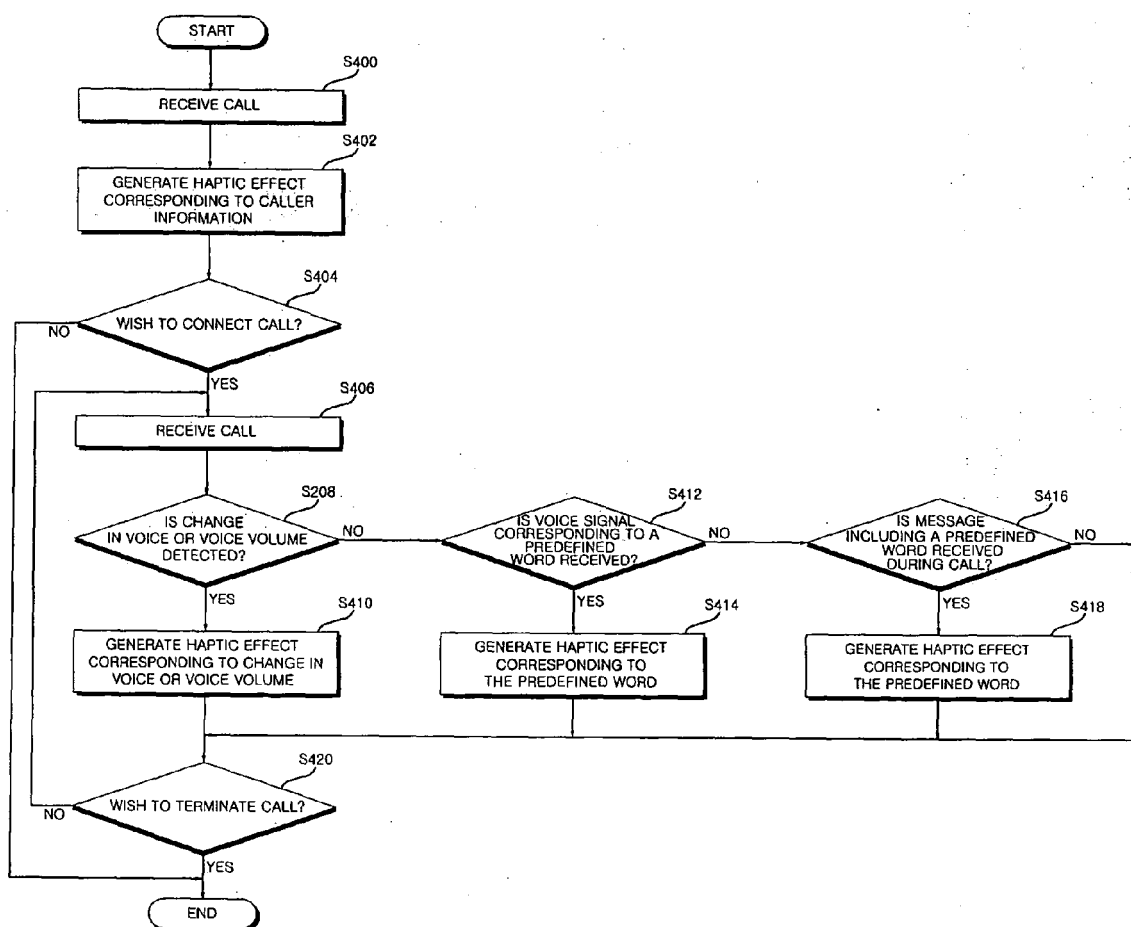 START
S400
RECEIVE CALL
S402
GENERATE HAPTIC EFFECT
CORRESPONDING TO CALLER
INFORMATION
S404
WISH TO CONNECT CALL?
NO
YES
S406
RECEIVE CALL
S208
IS CHANGE
IN VOICE OR VOICE VOLUME
DETECTED?
NO
YES
S412
IS VOICE SIGNAL
CORRESPONDING TO A
PREDEFINED
WORD RECEIVED?
NO
YES
S416
IS MESSAGE
INCLUDING A PREDEFINED
WORD RECEIVED
DURING CALL?
NO
YES
S410
GENERATE HAPTIC EFFECT
CORRESPONDING TO CHANGE IN
VOICE OR VOICE VOLUME
S414
GENERATE HAPTIC EFFECT
CORRESPONDING TO
THE PREDEFINED WORD
S418
GENERATE HAPTIC EFFECT
CORRESPONDING TO
THE PREDEFINED WORD
S420
WISH TO TERMINATE CALL?
NO
YES
END